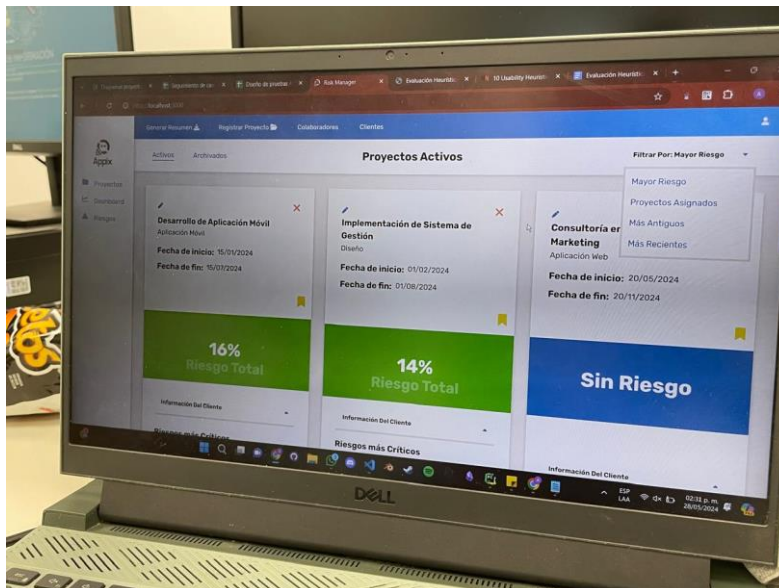 Risk Manager
Evaluación Heurístic
10 Usability Heurist
Evaluación Heurístic
localhost
Generar Resumen
Registrar Proyecto
Colaboradores
Clientes
Appix
Proyectos
Dashboard
Riesgos
Activos
Archivados
Proyectos Activos
Filtrar Por: Mayor Riesgo
Mayor Riesgo
Proyectos Asignados
Más Antiguos
Más Recientes
Desarrollo de Aplicación Móvil
Aplicación Móvil
Fecha de inicio: 15/01/2024
Fecha de fin: 15/07/2024
16%
Riesgo Total
Información Del Cliente
Riesgos más Críticos
Implementación de Sistema de
Gestión
Diseño
Fecha de inicio: 01/02/2024
Fecha de fin: 01/08/2024
14%
Riesgo Total
Información Del Cliente
Riesgos más Críticos
Consultoría en
Marketing
Aplicación Web
Fecha de inicio: 20/05/2024
Fecha de fin: 20/11/2024
Sin Riesgo
Información Del Cliente
ESP
LAA
02:31 p. m.
28/05/2024
DELL